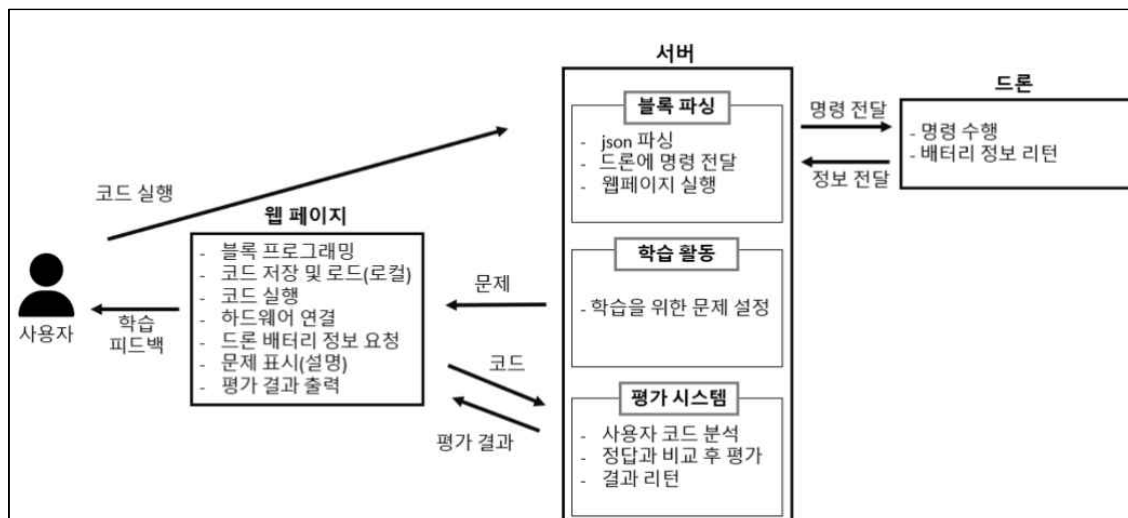 서버
블록 파싱
- json 파싱
- 드론에 명령 전달
- 웹페이지 실행
명령 전달
정보 전달
드론
- 명령 수행
- 배터리 정보 리턴
코드 실행
웹 페이지
- 블록 프로그래밍
- 코드 저장 및 로드(로컬)
- 코드 실행
- 하드웨어 연결
- 드론 배터리 정보 요청
- 문제 표시(설명)
- 평가 결과 출력
사용자
학습
피드백
문제
학습 활동
- 학습을 위한 문제 설정
코드
평가 결과
평가 시스템
- 사용자 코드 분석
- 정답과 비교 후 평가
- 결과 리턴